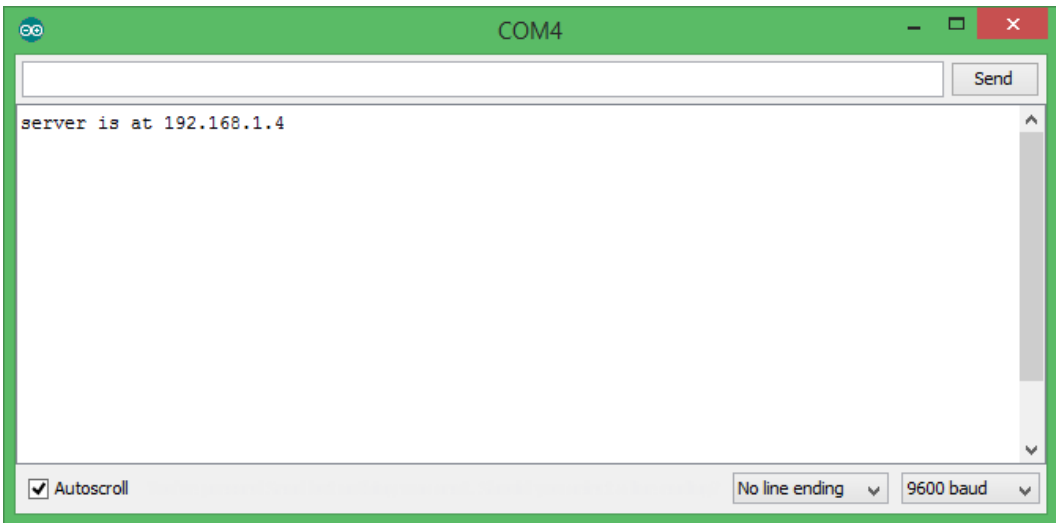 COM4
Send
server is at 192.168.1.4
Autoscroll
No line ending
9600 baud